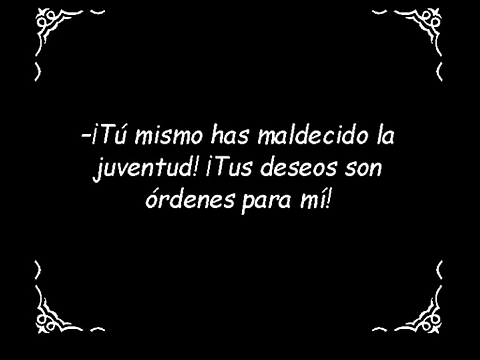 -¡Tú mismo has maldecido la
juventud! ¡Tus deseos son
órdenes para mí!